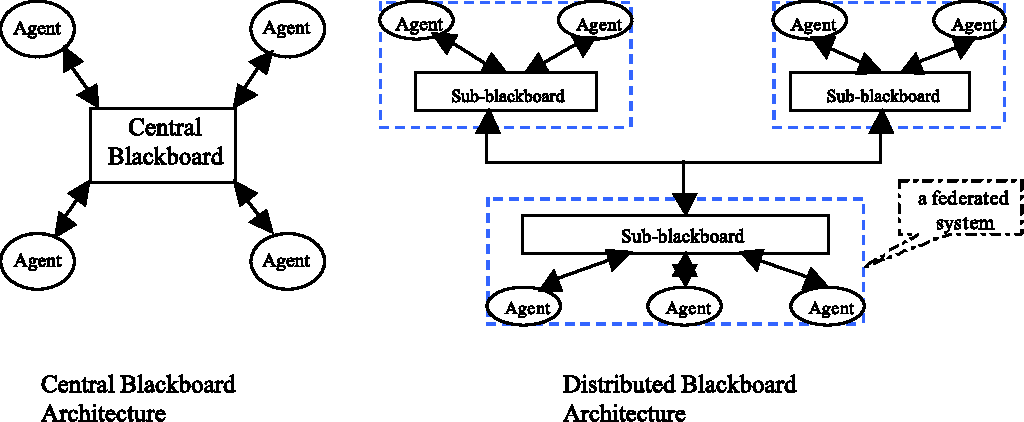 Agent
Agent
Central
Blackboard
Agent
Agent
Central Blackboard
Architecture
Agent
Agent
Sub-blackboard
Agent
Agent
Sub-blackboard
a federated
system
Sub-blackboard
Agent
Agent
Agent
Distributed Blackboard
Architecture